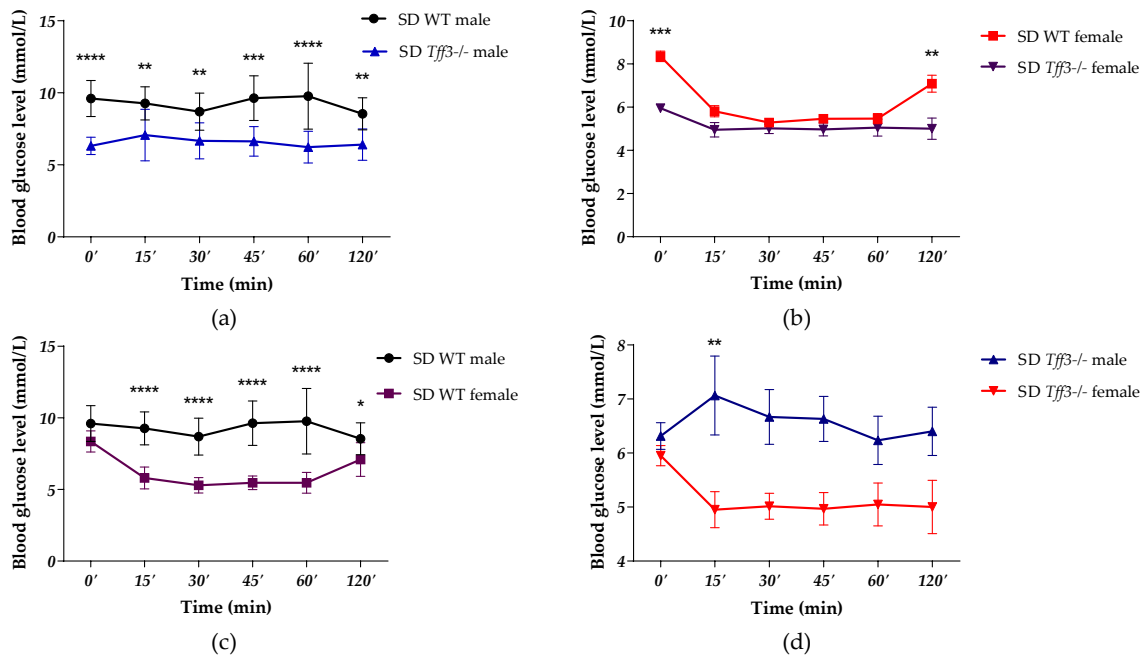 15
10
5
0
Blood glucose level (mmol/L)
**** ** ** *** **** **
0′ 15′ 30′ 45′ 60′ 120′
Time (min)
SD WT male
SD Tff3-/- male
(a)
10
8
6
4
2
0
Blood glucose level (mmol/L)
*** **
0′ 15′ 30′ 45′ 60′ 120′
Time (min)
SD WT female
SD Tff3-/- female
(b)
15
10
5
0
Blood glucose level (mmol/L)
**** **** **** **** *
0′ 15′ 30′ 45′ 60′ 120′
Time (min)
SD WT male
SD WT female
(c)
8
7
6
5
4
Blood glucose level (mmol/L)
**
0′ 15′ 30′ 45′ 60′ 120′
Time (min)
SD Tff3-/- male
SD Tff3-/- female
(d)